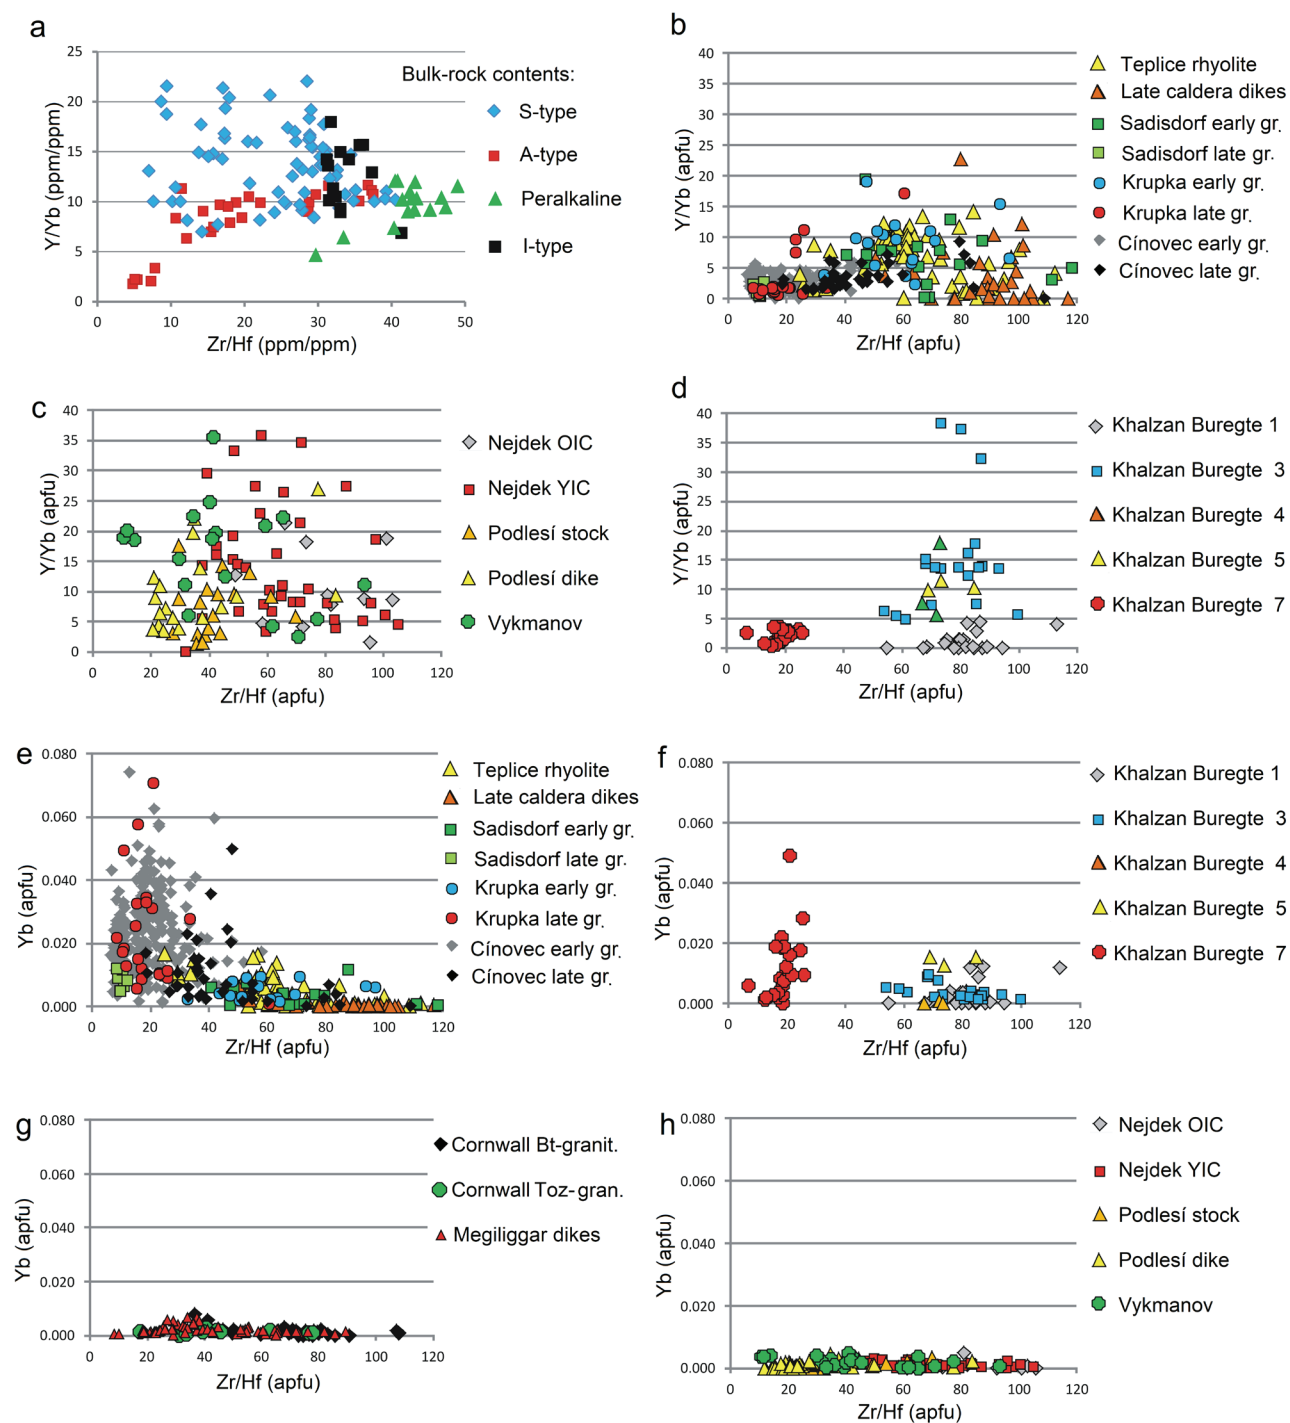 a
25
20
15
10
5
0
0 10 20 30 40 50
Y/Yb (ppm/ppm)
Zr/Hf (ppm/ppm)
Bulk-rock contents:
S-type
A-type
Peralkaline
I-type
b
40
35
30
25
20
15
10
5
0
0 20 40 60 80 100 120
Y/Yb (apfu)
Zr/Hf (apfu)
Teplice rhyolite
Late caldera dikes
Sadisdorf early gr.
Sadisdorf late gr.
Krupka early gr.
Krupka late gr.
Cínovec early gr.
Cínovec late gr.
c
40
35
30
25
20
15
10
5
0
0 20 40 60 80 100 120
Y/Yb (apfu)
Zr/Hf (apfu)
Nejdek OIC
Nejdek YIC
Podlesí stock
Podlesí dike
Vykmanov
d
40
35
30
25
20
15
10
5
0
0 20 40 60 80 100 120
Y/Yb (apfu)
Zr/Hf (apfu)
Khalzan Buregte 1
Khalzan Buregte 3
Khalzan Buregte 4
Khalzan Buregte 5
Khalzan Buregte 7
e
0.080
0.060
0.040
0.020
0.000
0 20 40 60 80 100 120
Yb (apfu)
Zr/Hf (apfu)
Teplice rhyolite
Late caldera dikes
Sadisdorf early gr.
Sadisdorf late gr.
Krupka early gr.
Krupka late gr.
Cínovec early gr.
Cínovec late gr.
f
0.080
0.060
0.040
0.020
0.000
0 20 40 60 80 100 120
Yb (apfu)
Zr/Hf (apfu)
Khalzan Buregte 1
Khalzan Buregte 3
Khalzan Buregte 4
Khalzan Buregte 5
Khalzan Buregte 7
g
0.080
0.060
0.040
0.020
0.000
0 20 40 60 80 100 120
Yb (apfu)
Zr/Hf (apfu)
Cornwall Bt-granit.
Cornwall Toz-gran.
Megiliggar dikes
h
0.080
0.060
0.040
0.020
0.000
0 20 40 60 80 100 120
Yb (apfu)
Zr/Hf (apfu)
Nejdek OIC
Nejdek YIC
Podlesí stock
Podlesí dike
Vykmanov